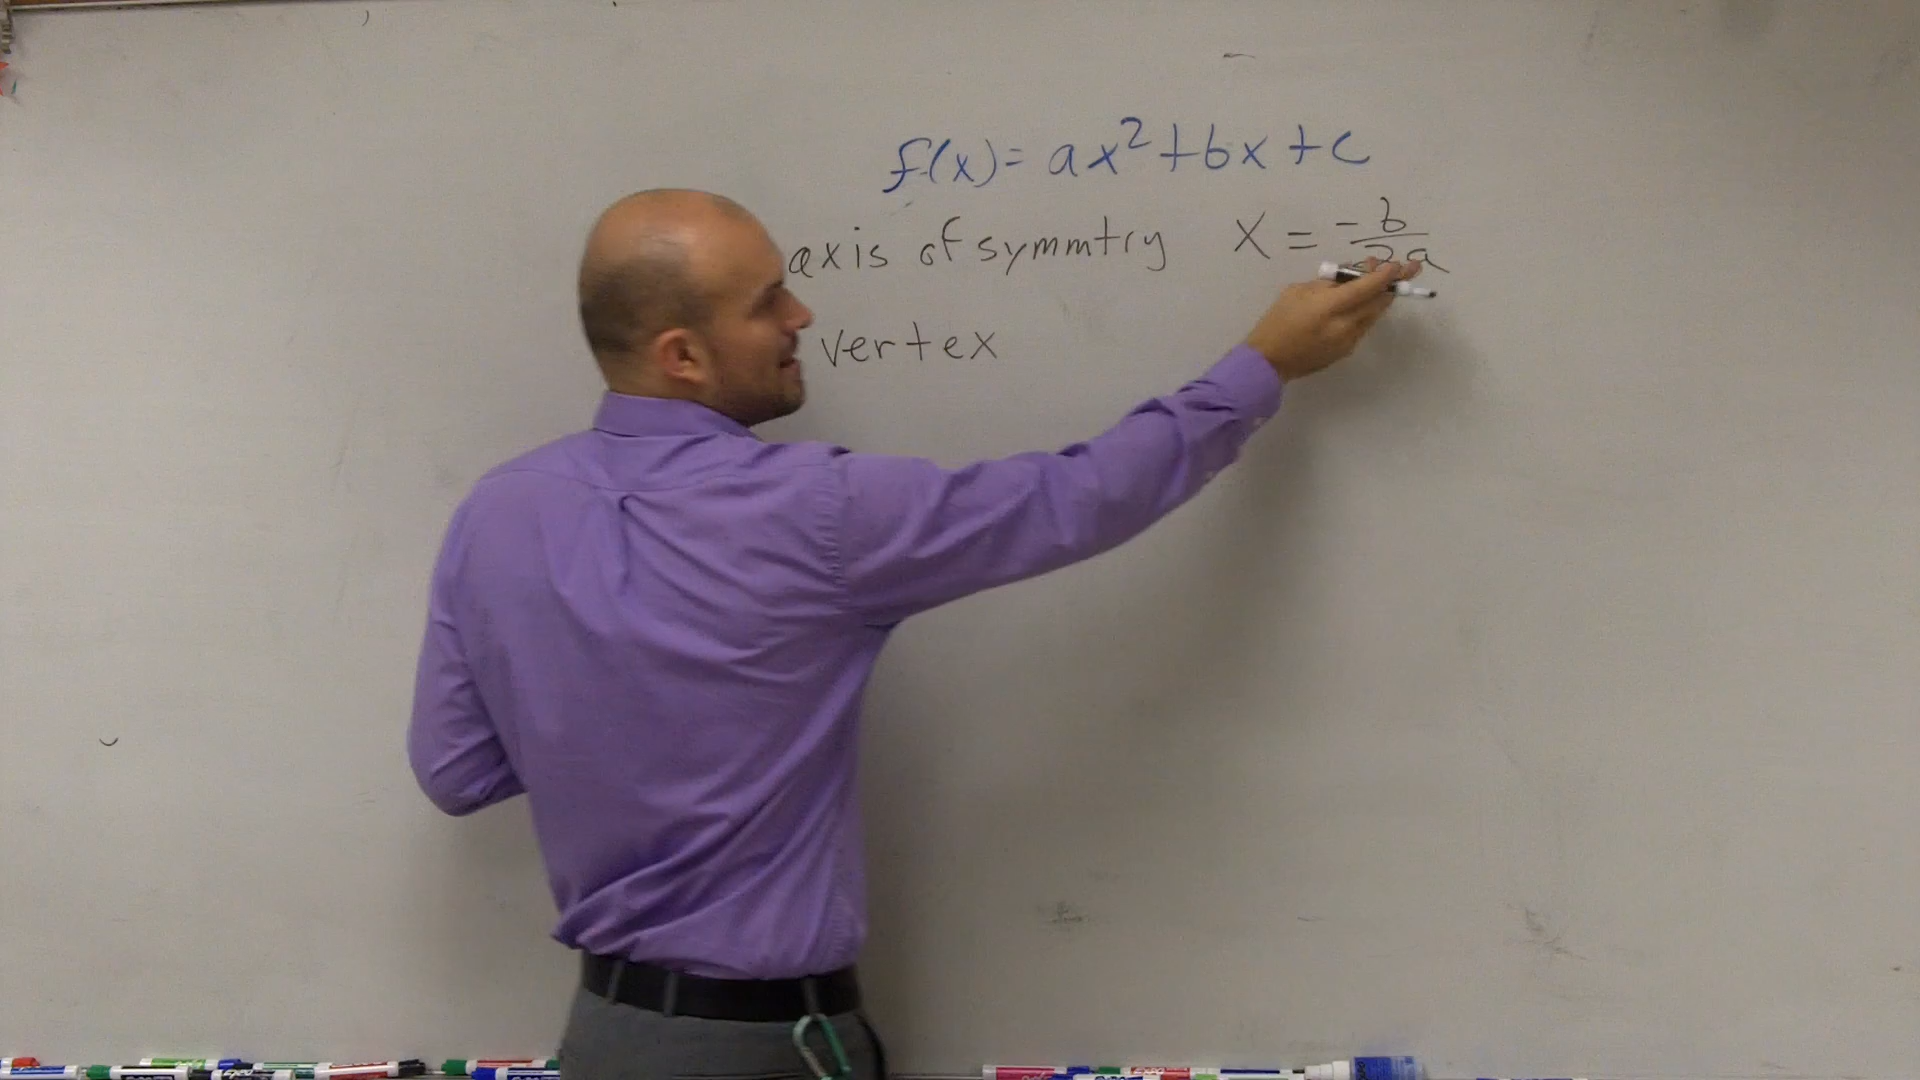 f(x) = ax² + bx + c
axis of symmtry x = -b/2a
vertex